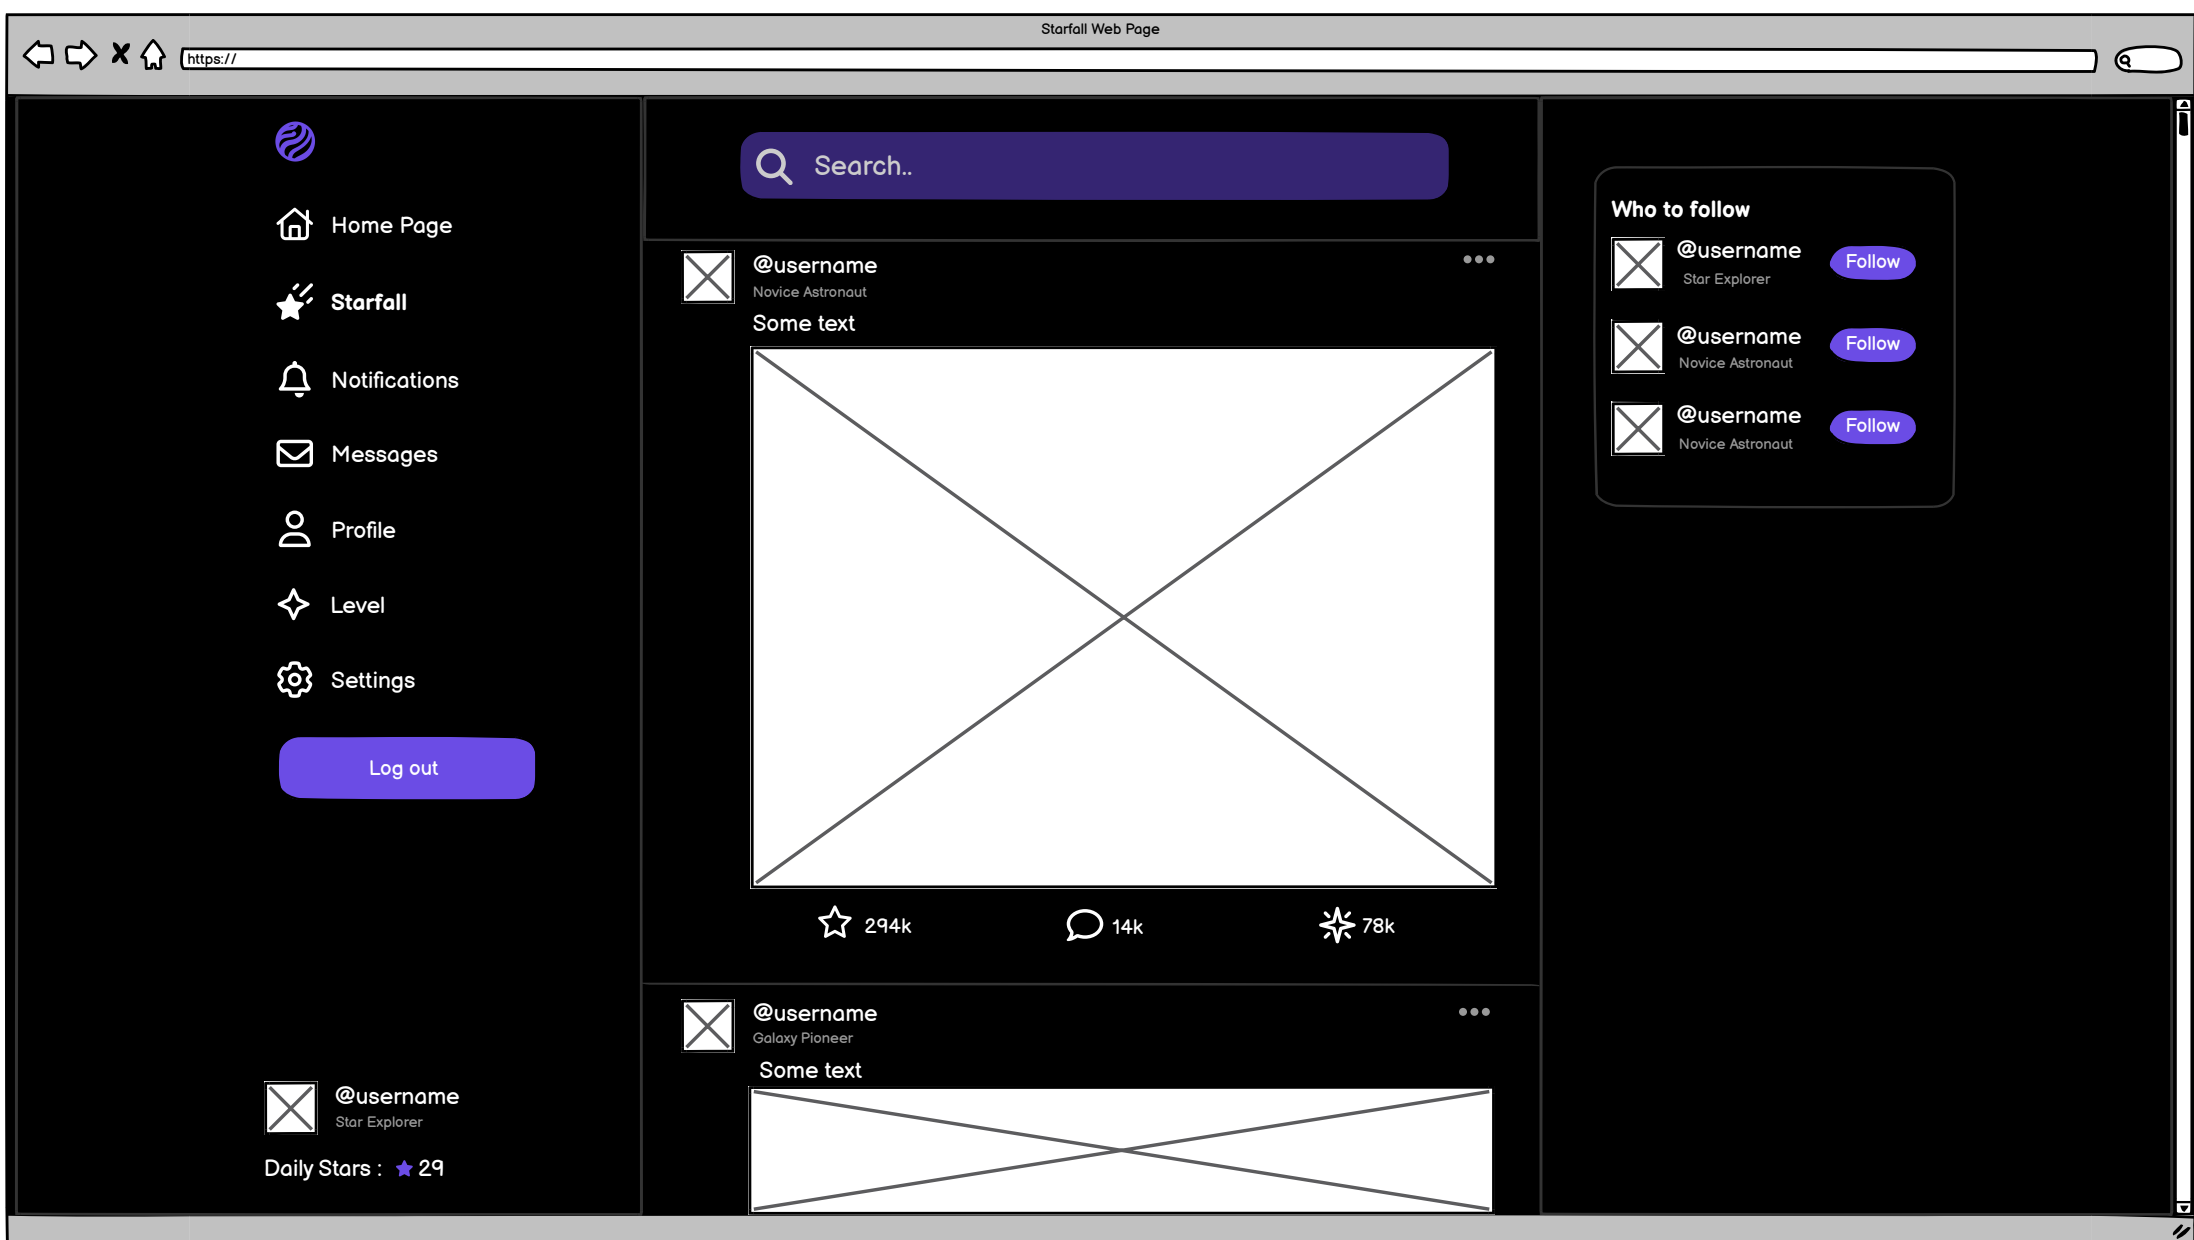 Starfall Web Page
https://
Home Page
Starfall
Notifications
Messages
Profile
Level
Settings
Log out
@username
Star Explorer
Daily Stars : 29
Search..
@username
Novice Astronaut
Some text
294k
14k
78k
@username
Galaxy Pioneer
Some text
Who to follow
@username
Star Explorer
Follow
@username
Novice Astronaut
Follow
@username
Novice Astronaut
Follow